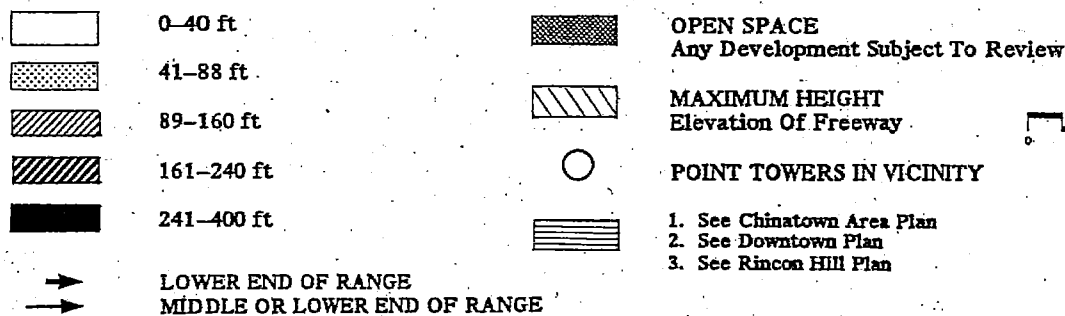 0–40 ft
41–88 ft
89–160 ft
161–240 ft
241–400 ft
LOWER END OF RANGE
MIDDLE OR LOWER END OF RANGE
OPEN SPACE
Any Development Subject To Review
MAXIMUM HEIGHT
Elevation Of Freeway
0
POINT TOWERS IN VICINITY
1. See Chinatown Area Plan
2. See Downtown Plan
3. See Rincon Hill Plan